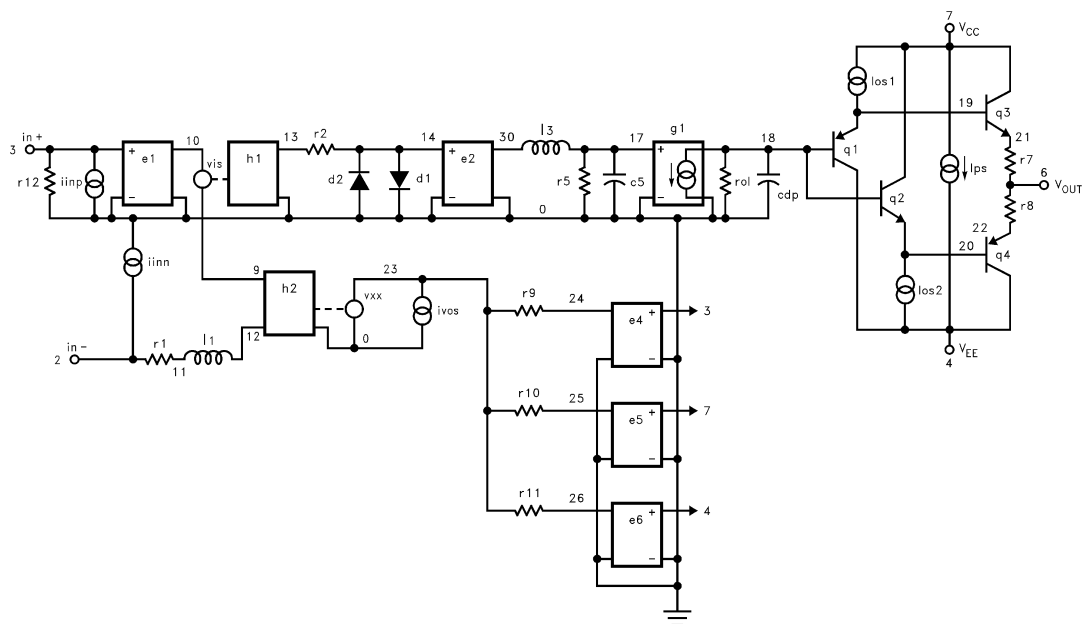 7
V_CC
Ios1
19
q3
21
in+
3
e1
+
−
10
vis
13
h1
r2
14
+
−
e2
30
l3
17
g1
+
−
18
q1
r12
iinp
d2
d1
r5
c5
rol
cdp
q2
Ips
r7
6
V_OUT
r8
0
22
20
q4
iinn
9
h2
12
23
vxx
ivos
0
r9
24
e4
+
−
3
Ios2
in−
2
r1
11
l1
V_EE
4
r10
25
e5
+
−
7
r11
26
e6
+
−
4